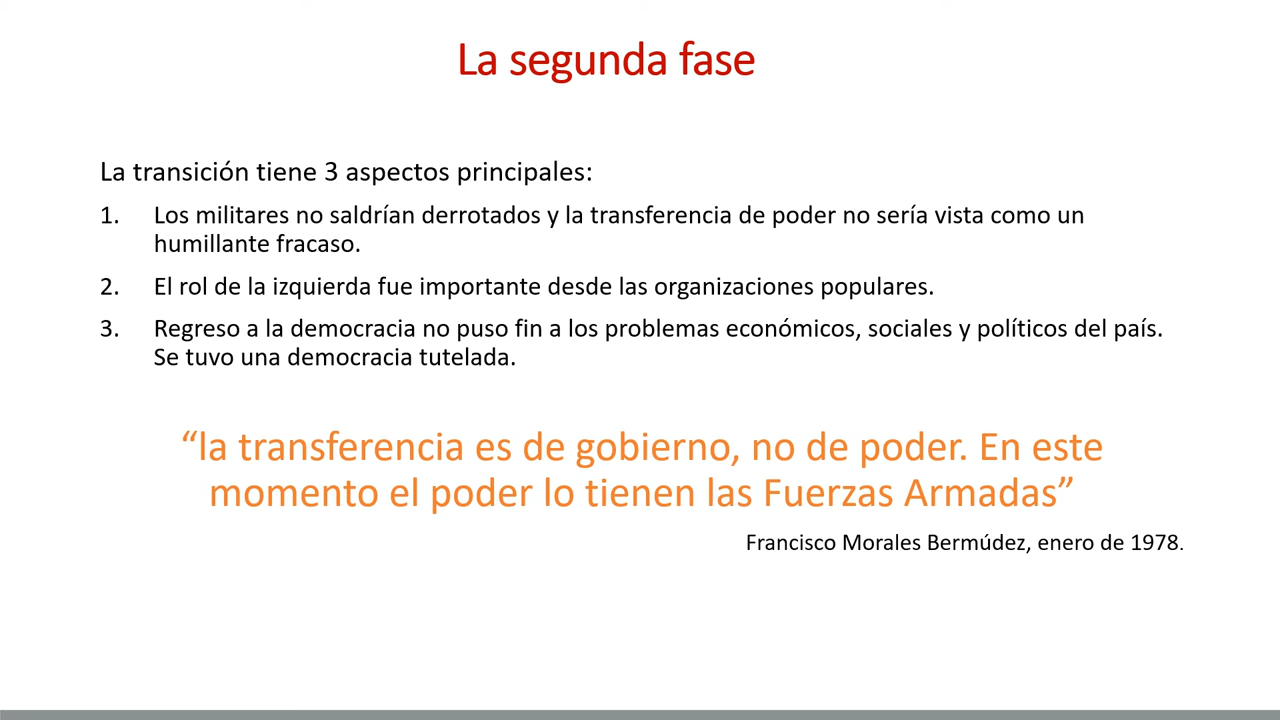 La segunda fase
La transición tiene 3 aspectos principales:
1. Los militares no saldrían derrotados y la transferencia de poder no sería vista como un
humillante fracaso.
2. El rol de la izquierda fue importante desde las organizaciones populares.
3. Regreso a la democracia no puso fin a los problemas económicos, sociales y políticos del país.
Se tuvo una democracia tutelada.
“la transferencia es de gobierno, no de poder. En este
momento el poder lo tienen las Fuerzas Armadas”
Francisco Morales Bermúdez, enero de 1978.